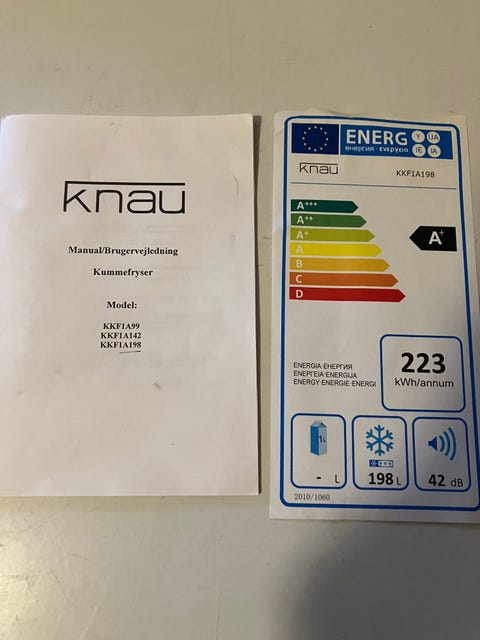 Knau
Manual/Brugervejledning
Kummefryser
Model:
KKF1A99
KKF1A142
KKF1A198
ENERG Y UA
енергия · ενεργεια IE IA
Knau
KKF1A198
A+++
A++
A+
A
B
C
D
A+
ENERGIA·ЕНЕРГИЯ
ΕΝΕΡΓΕΙΑ·ENERGIJA
ENERGY·ENERGIE·ENERGI
223
kWh/annum
1L
- L
198 L
42 dB
2010/1060